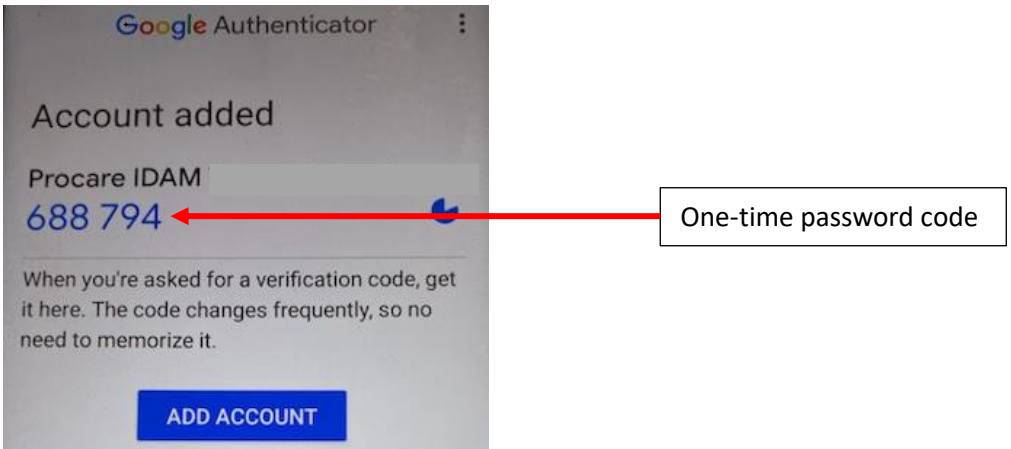 Google Authenticator
Account added
Procare IDAM
688 794
One-time password code
When you're asked for a verification code, get
it here. The code changes frequently, so no
need to memorize it.
ADD ACCOUNT